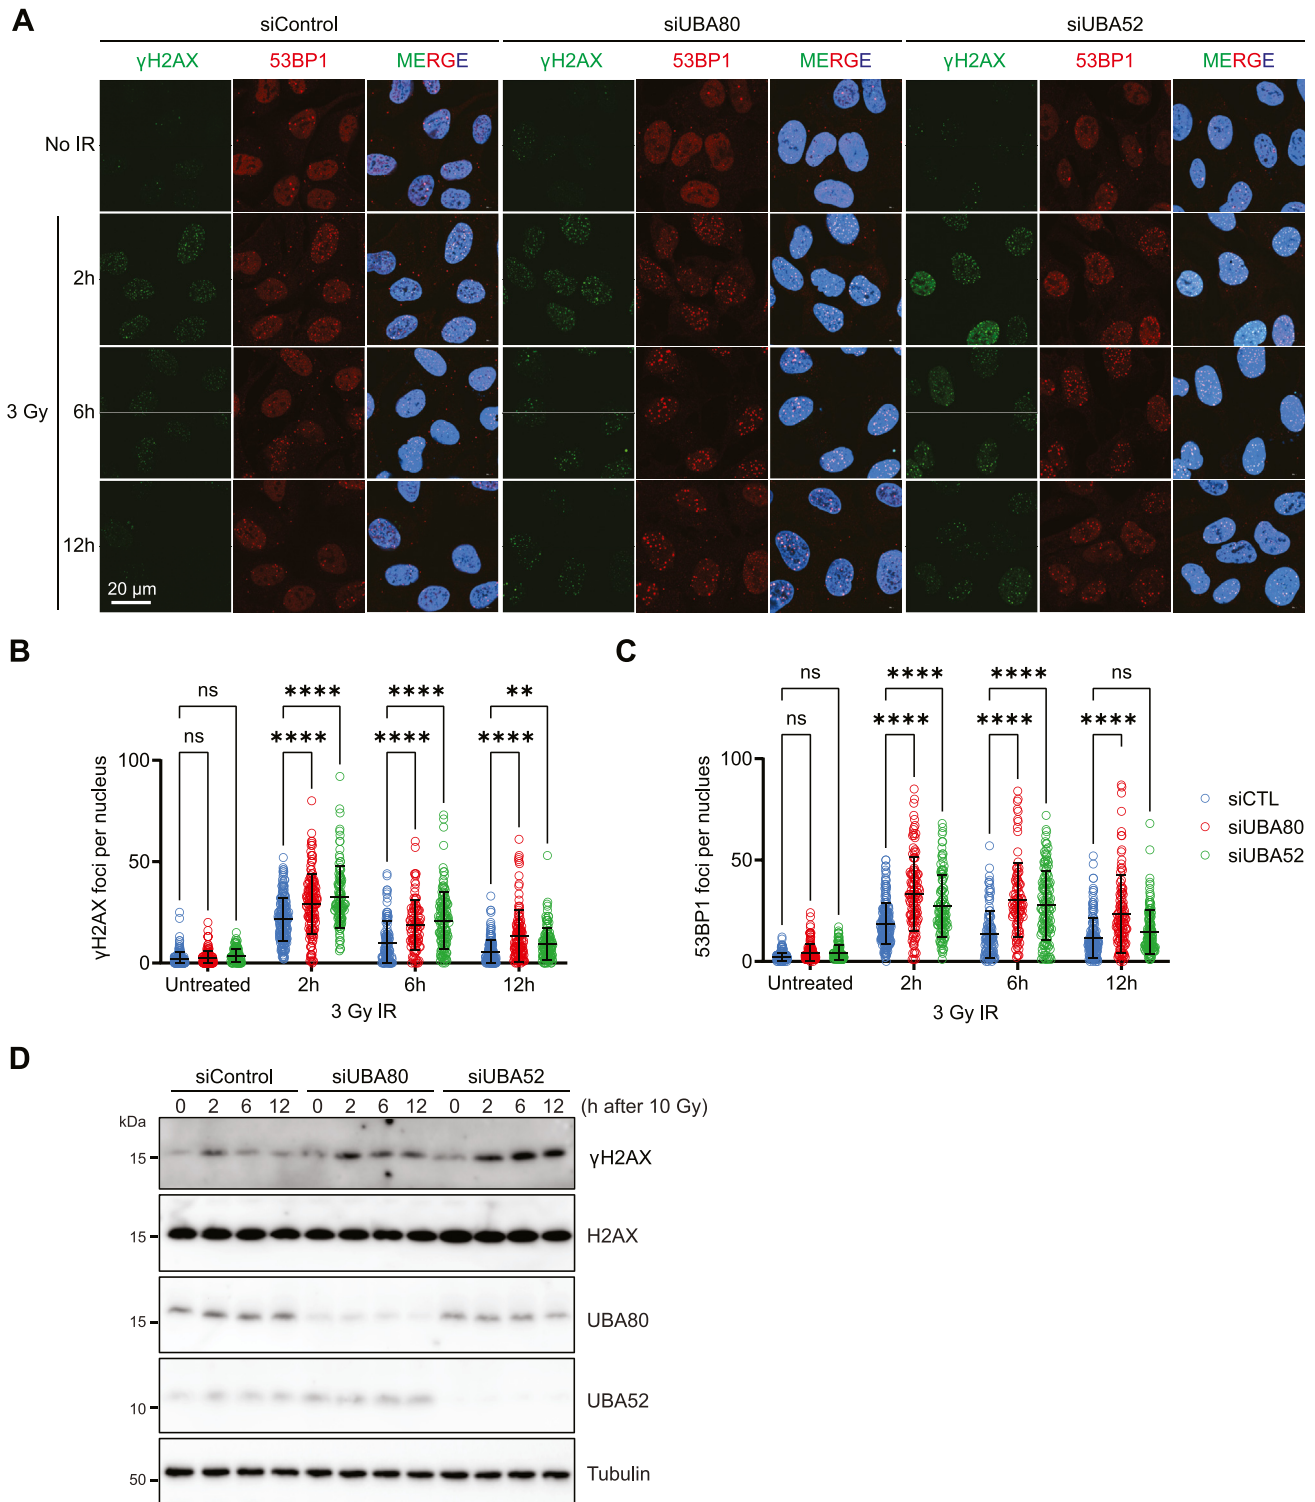 A
siControl siUBA80 siUBA52
γH2AX 53BP1 MERGE γH2AX 53BP1 MERGE γH2AX 53BP1 MERGE
No IR
2h
3 Gy
6h
12h
20 μm
B
ns **** **** **
ns **** **** ****
100
50
0
γH2AX foci per nucleus
Untreated 2h 6h 12h
3 Gy IR
C
ns **** **** ns
ns **** **** ****
100
50
0
53BP1 foci per nuclues
Untreated 2h 6h 12h
3 Gy IR
siCTL
siUBA80
siUBA52
D
siControl siUBA80 siUBA52
0 2 6 12 0 2 6 12 0 2 6 12 (h after 10 Gy)
kDa
15 γH2AX
15 H2AX
15 UBA80
10 UBA52
50 Tubulin